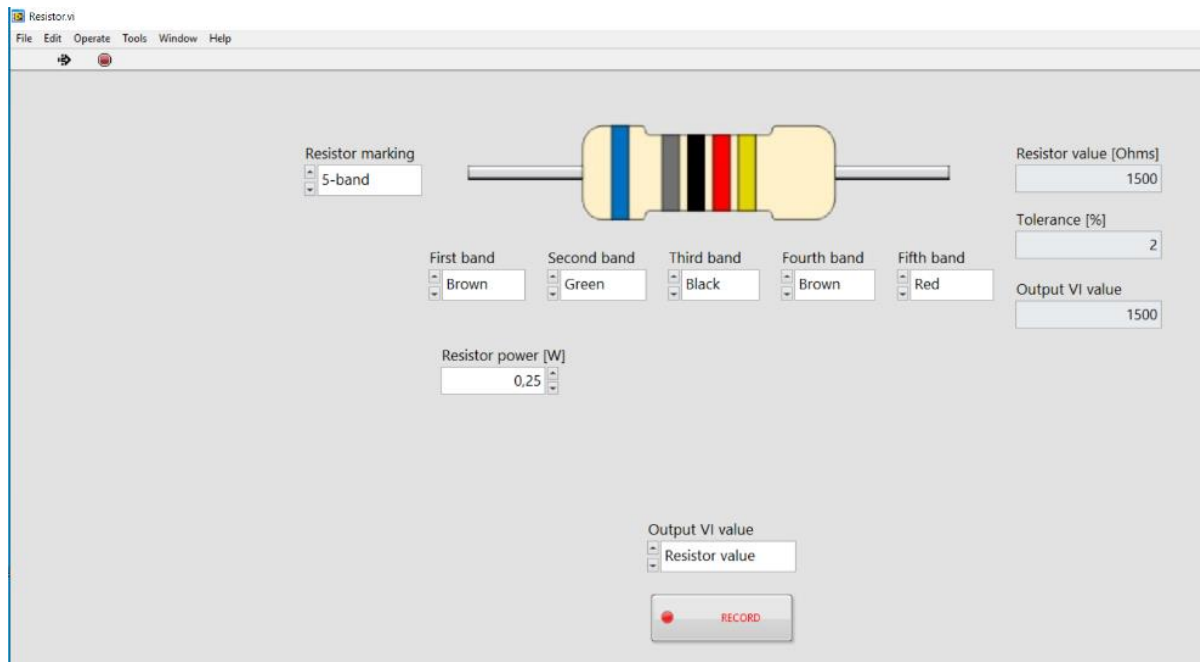 Resistor.vi
File Edit Operate Tools Window Help
Resistor marking
5-band
Resistor value [Ohms]
1500
Tolerance [%]
2
First band Second band Third band Fourth band Fifth band
Brown Green Black Brown Red
Output VI value
1500
Resistor power [W]
0,25
Output VI value
Resistor value
RECORD